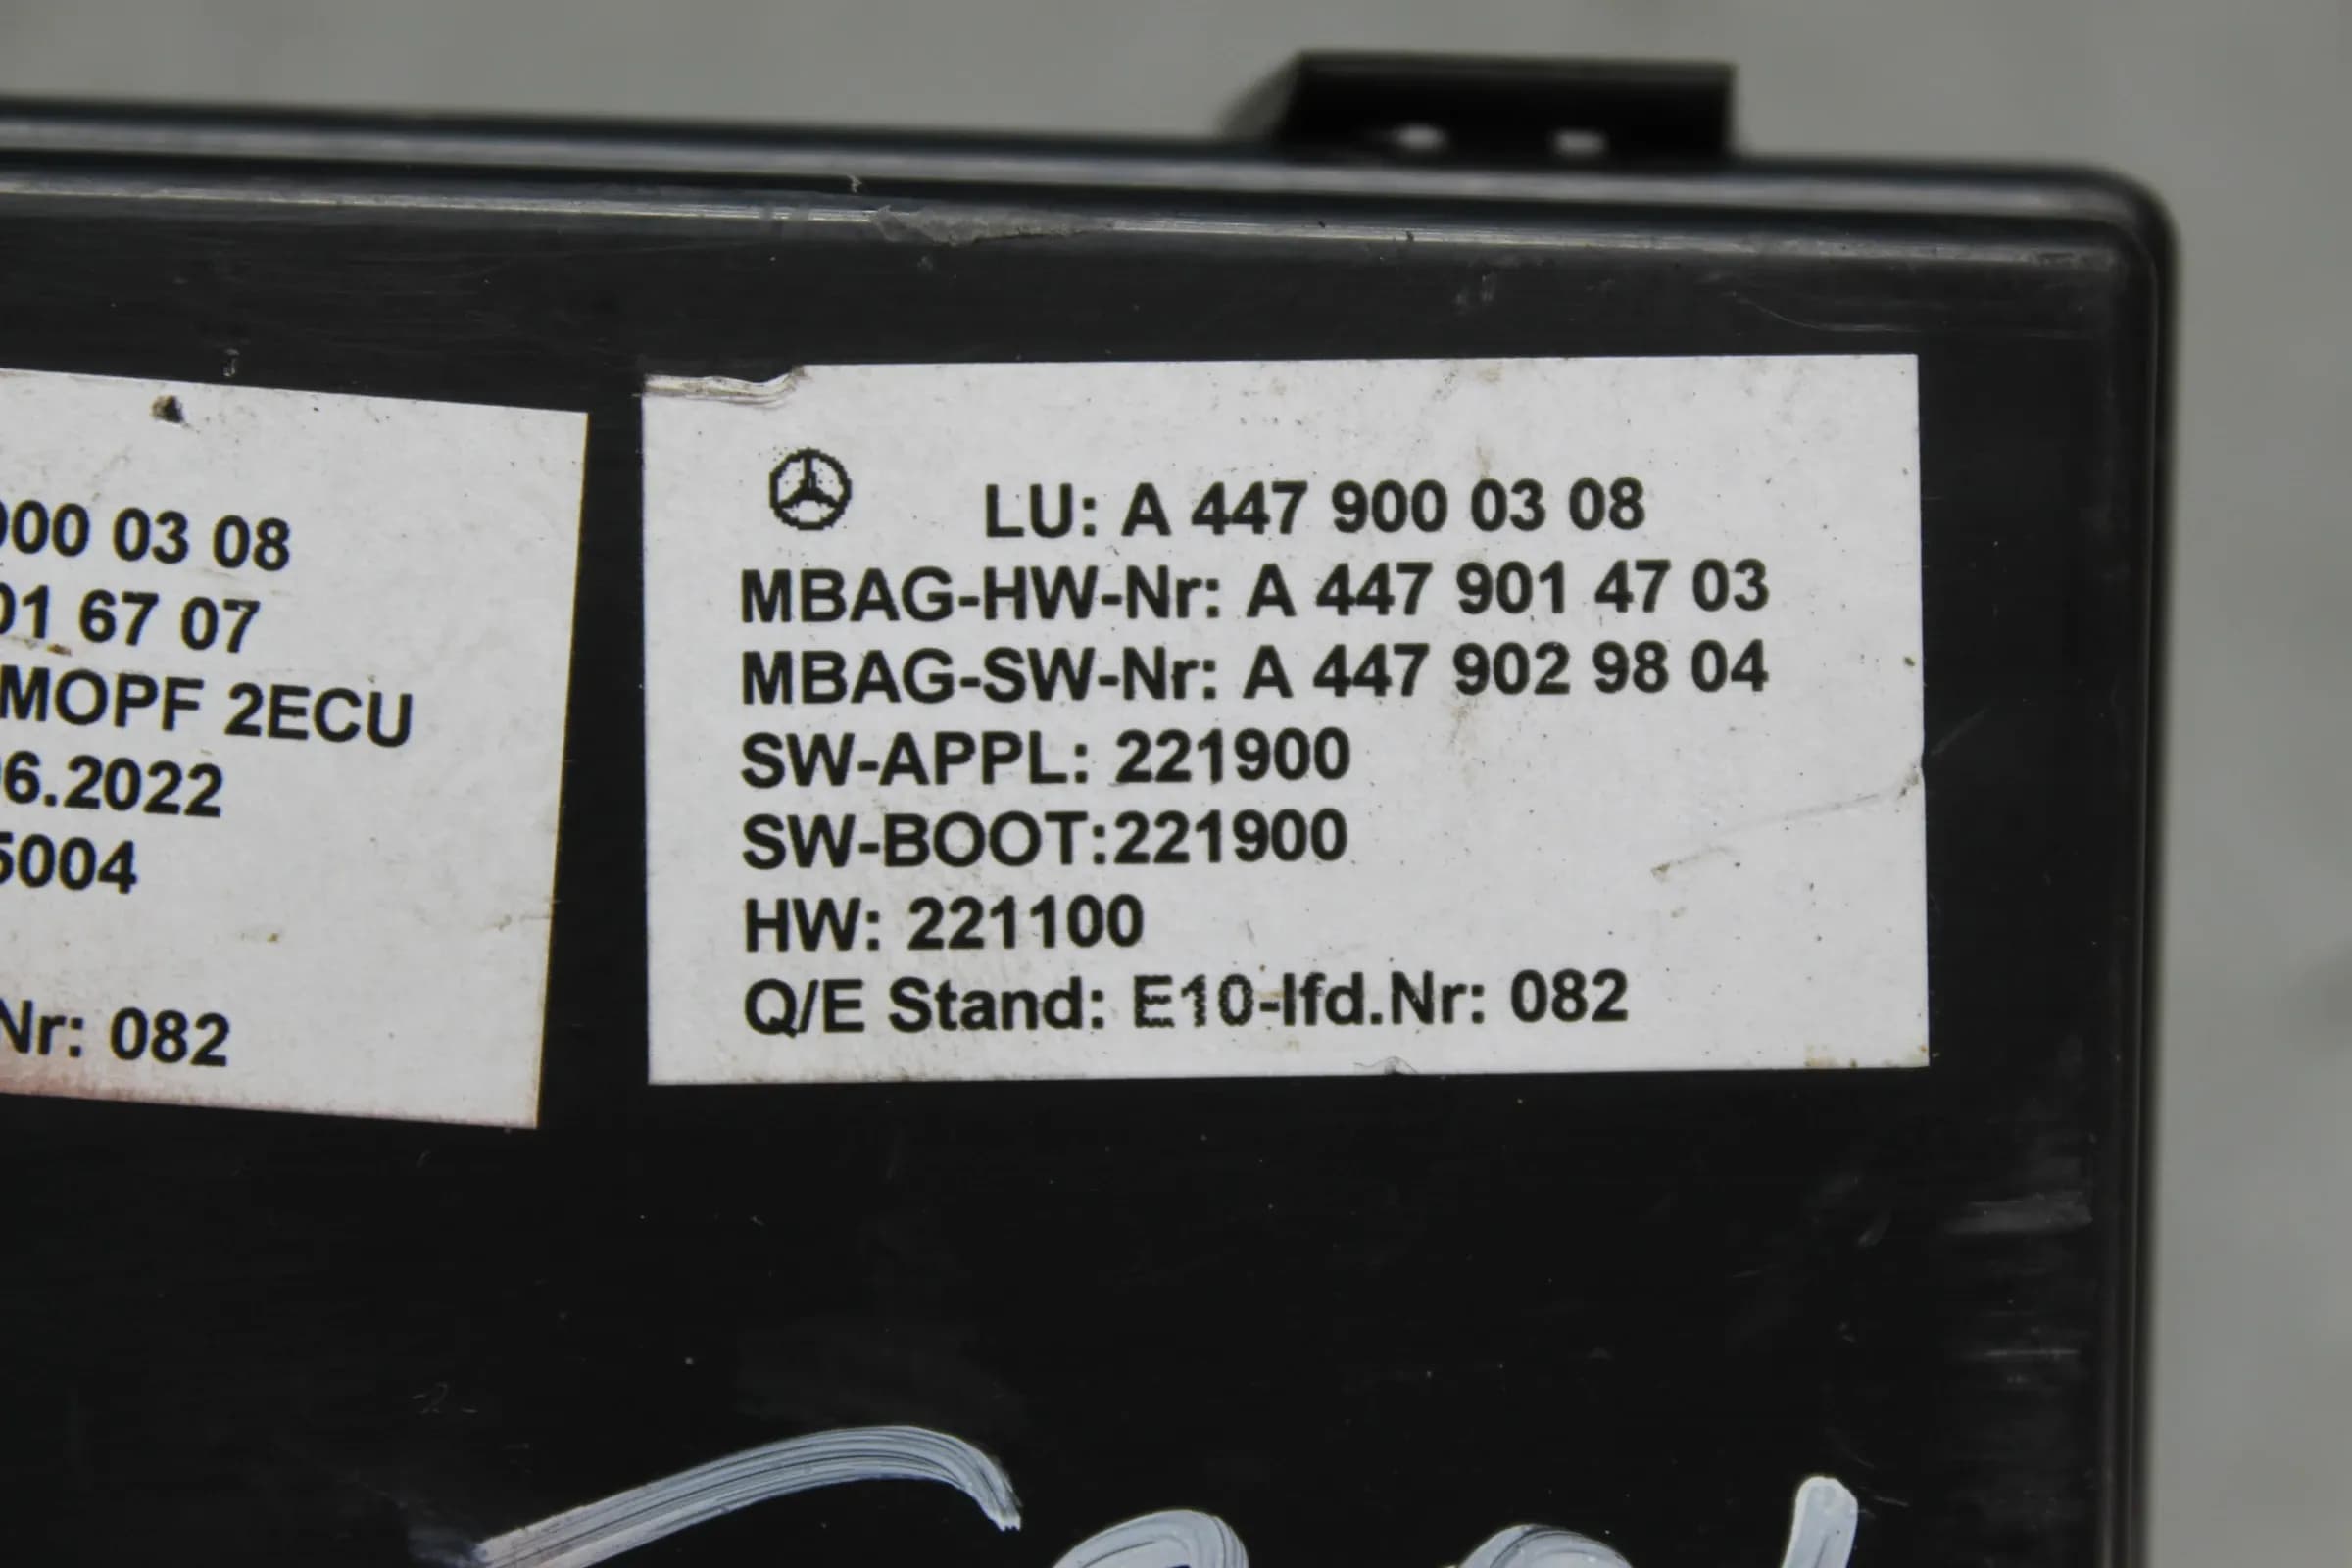 000 03 08
01 67 07
MOPF 2ECU
06.2022
5004
Nr: 082
LU: A 447 900 03 08
MBAG-HW-Nr: A 447 901 47 03
MBAG-SW-Nr: A 447 902 98 04
SW-APPL: 221900
SW-BOOT:221900
HW: 221100
Q/E Stand: E10-lfd.Nr: 082